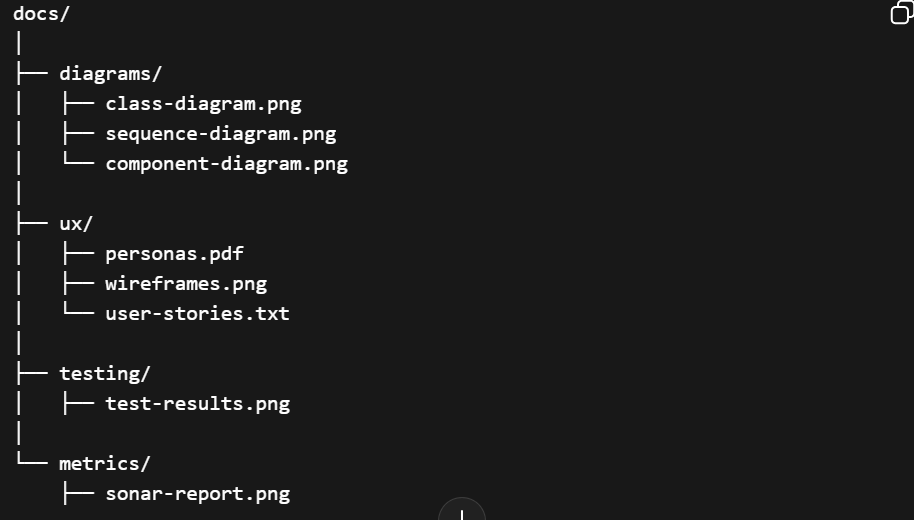 docs/
│
├── diagrams/
│   ├── class-diagram.png
│   ├── sequence-diagram.png
│   └── component-diagram.png
│
├── ux/
│   ├── personas.pdf
│   ├── wireframes.png
│   └── user-stories.txt
│
├── testing/
│   ├── test-results.png
│
└── metrics/
    ├── sonar-report.png